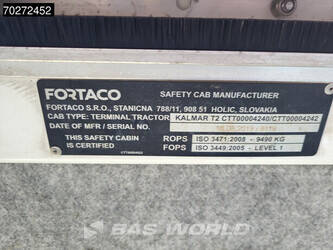 70272452
FORTACO
SAFETY CAB MANUFACTURER
FORTACO S.R.O., STANICNA 788/11, 908 51 HOLIC, SLOVAKIA
CAB TYPE: TERMINAL TRACTOR KALMAR T2 CTT00004240/CTT00004242
DATE OF MFR / SERIAL NO.
THIS SAFETY CABIN IS CERTIFIED
ROPS ISO 3471:2008 - 9490 KG
FOPS ISO 3449:2005 - LEVEL 1
BAS WORLD